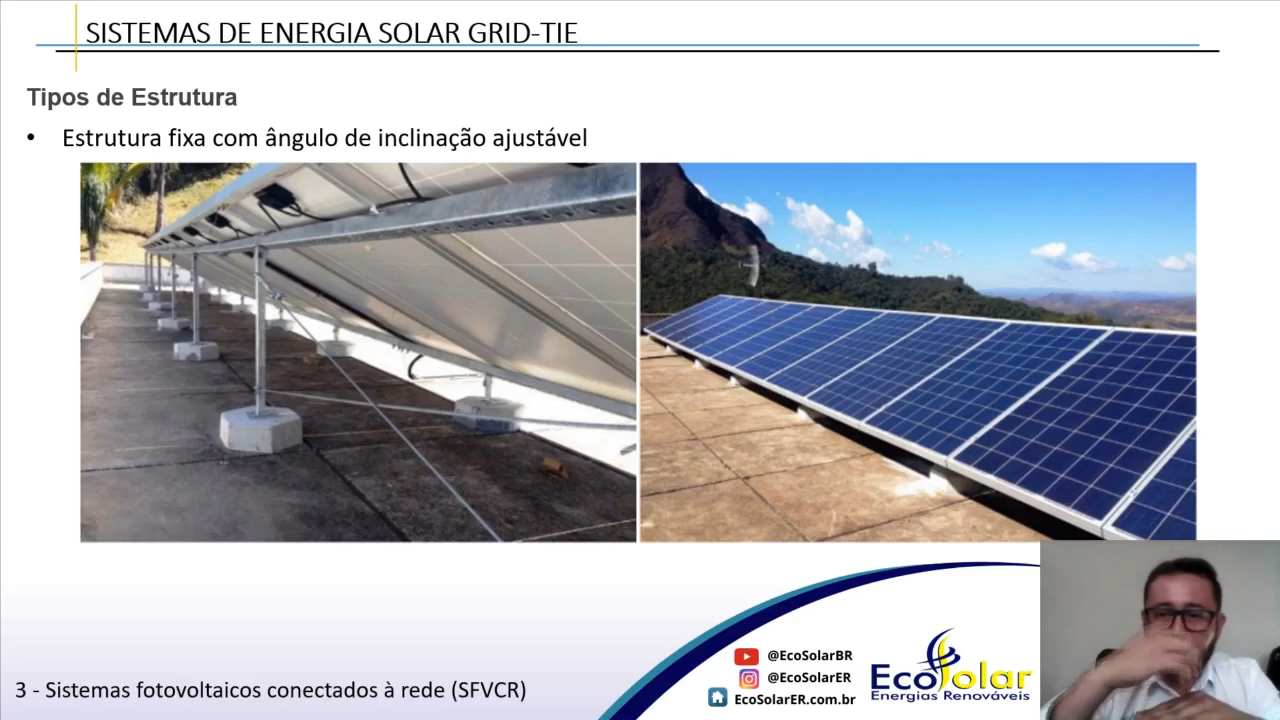 SISTEMAS DE ENERGIA SOLAR GRID-TIE
Tipos de Estrutura
• Estrutura fixa com ângulo de inclinação ajustável
@EcoSolarBR
@EcoSolarER
EcoSolarER.com.br
EcoSolar
Energias Renováveis
3 - Sistemas fotovoltaicos conectados à rede (SFVCR)